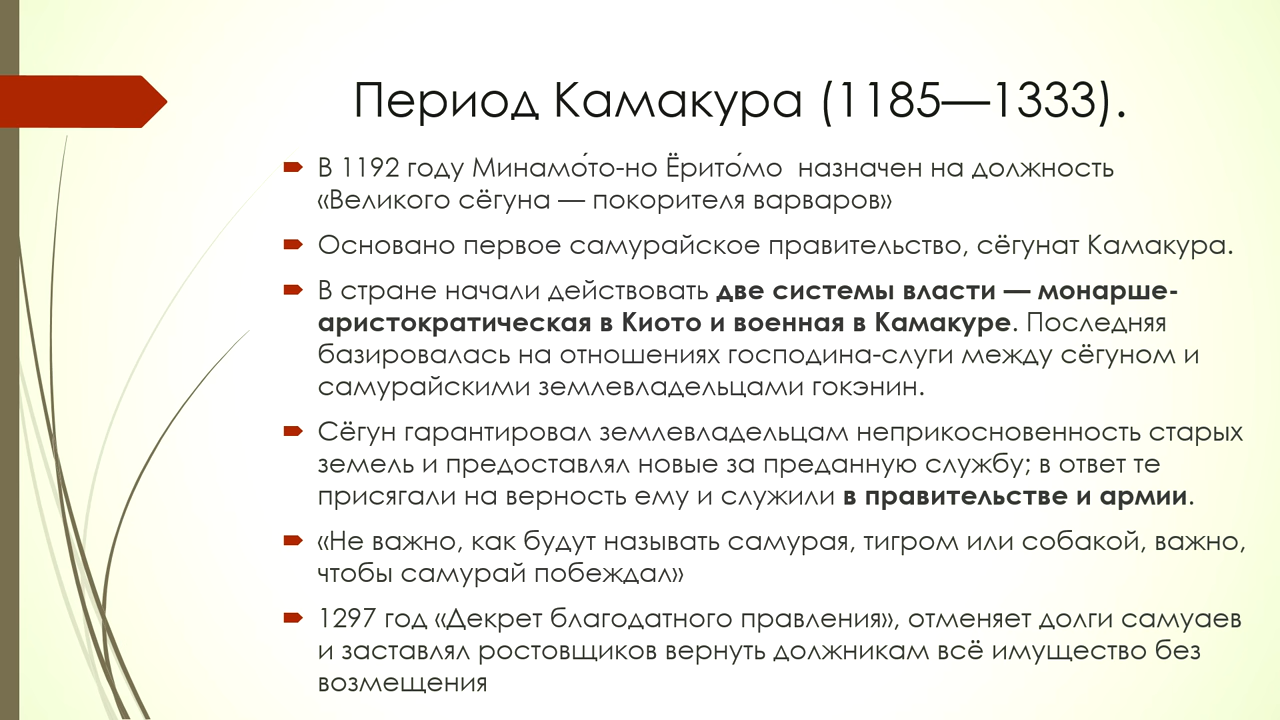 Период Камакура (1185—1333).
В 1192 году Минамо́то-но Ёрито́мо назначен на должность
«Великого сёгуна — покорителя варваров»
Основано первое самурайское правительство, сёгунат Камакура.
В стране начали действовать две системы власти — монарше-
аристократическая в Киото и военная в Камакуре. Последняя
базировалась на отношениях господина-слуги между сёгуном и
самурайскими землевладельцами гокэнин.
Сёгун гарантировал землевладельцам неприкосновенность старых
земель и предоставлял новые за преданную службу; в ответ те
присягали на верность ему и служили в правительстве и армии.
«Не важно, как будут называть самурая, тигром или собакой, важно,
чтобы самурай побеждал»
1297 год «Декрет благодатного правления», отменяет долги самуаев
и заставлял ростовщиков вернуть должникам всё имущество без
возмещения